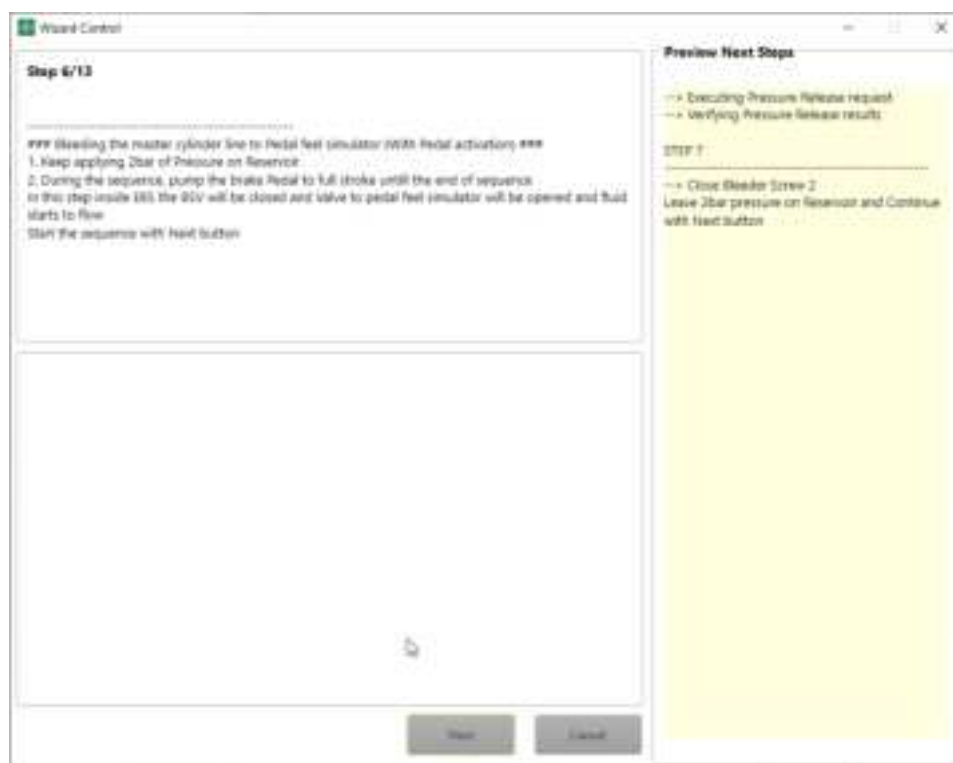 Wizard Control
Step 6/13
--------------------------------------------------
### Bleeding the master cylinder line to Pedal feel simulator (With Pedal activation) ###
1. Keep applying 2bar of Pressure on Reservoir
2. During the sequence, pump the brake Pedal to full stroke untill the end of sequence
In this step inside the will be closed and Valve to pedal feel simulator will be opened and fluid
starts to flow
Start the sequence with Next button
Next
Cancel
Preview Next Steps
--> Executing Pressure Release request
--> Verifying Pressure Release results
STEP 7
--------------------------------------------------
--> Close Bleeder Screw 2
Leave 2bar pressure on Reservoir and Continue
with Next button